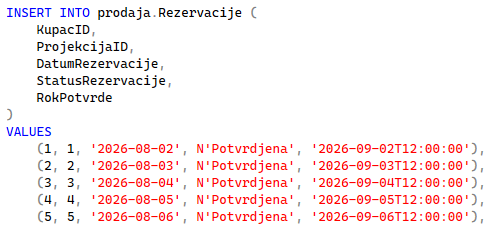 INSERT INTO prodaja.Rezervacije (
    KupacID,
    ProjekcijaID,
    DatumRezervacije,
    StatusRezervacije,
    RokPotvrde
)
VALUES
    (1, 1, '2026-08-02', N'Potvrdjena', '2026-09-02T12:00:00'),
    (2, 2, '2026-08-03', N'Potvrdjena', '2026-09-03T12:00:00'),
    (3, 3, '2026-08-04', N'Potvrdjena', '2026-09-04T12:00:00'),
    (4, 4, '2026-08-05', N'Potvrdjena', '2026-09-05T12:00:00'),
    (5, 5, '2026-08-06', N'Potvrdjena', '2026-09-06T12:00:00'),